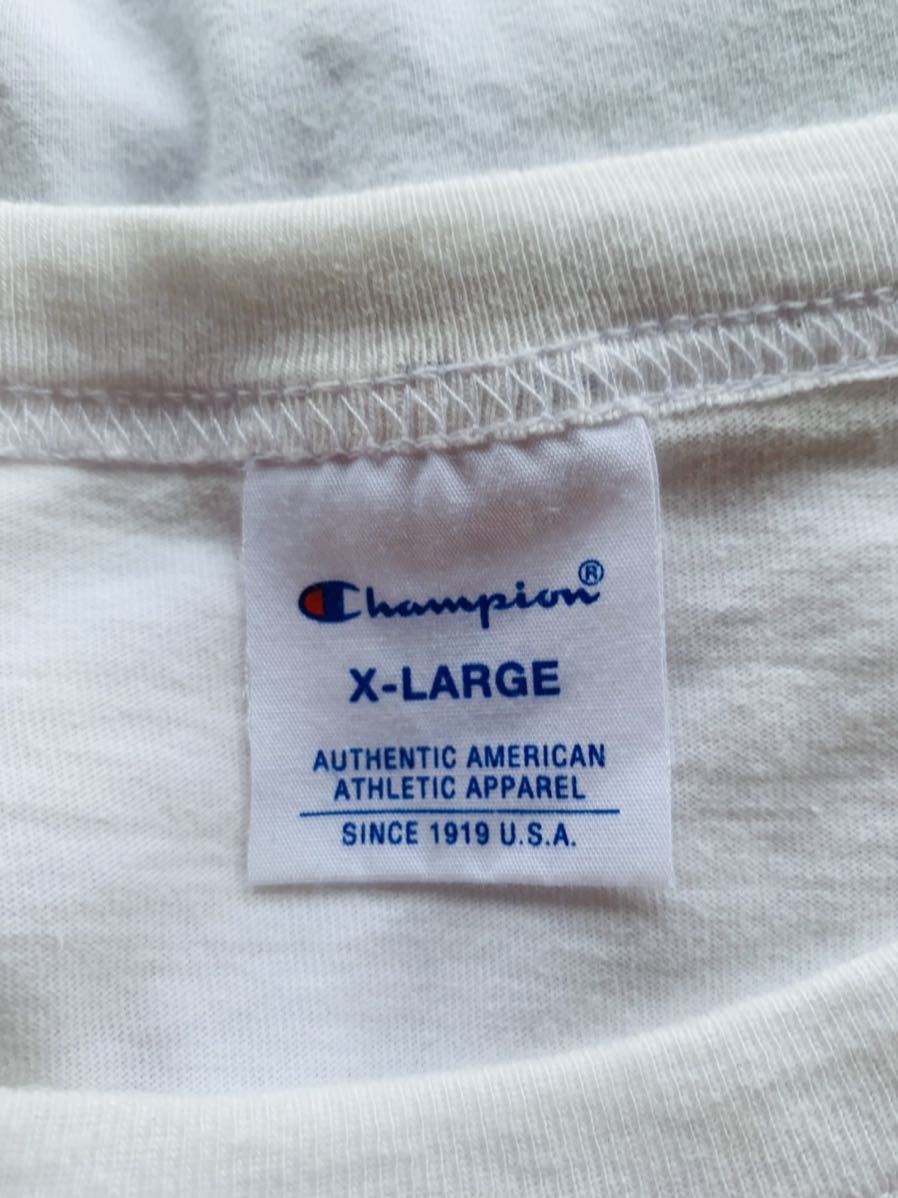 Champion®
X-LARGE
AUTHENTIC AMERICAN
ATHLETIC APPAREL
SINCE 1919 U.S.A.